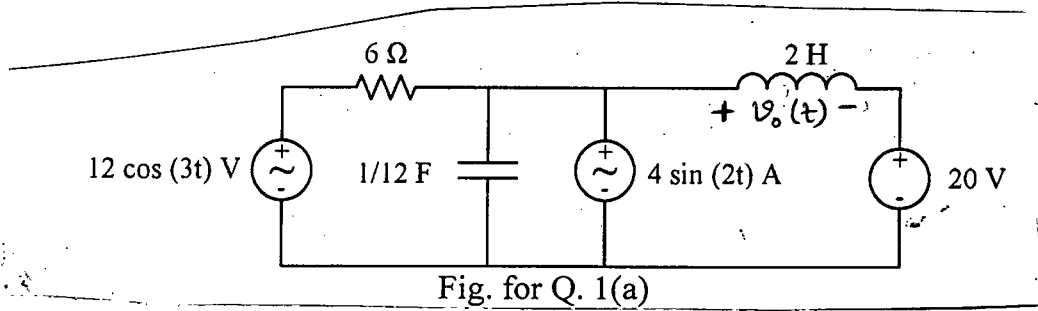 6 Ω
2 H
+ v₀(t) -
12 cos (3t) V
+
~
-
1/12 F
+
~
-
4 sin (2t) A
+
-
20 V
Fig. for Q. 1(a)